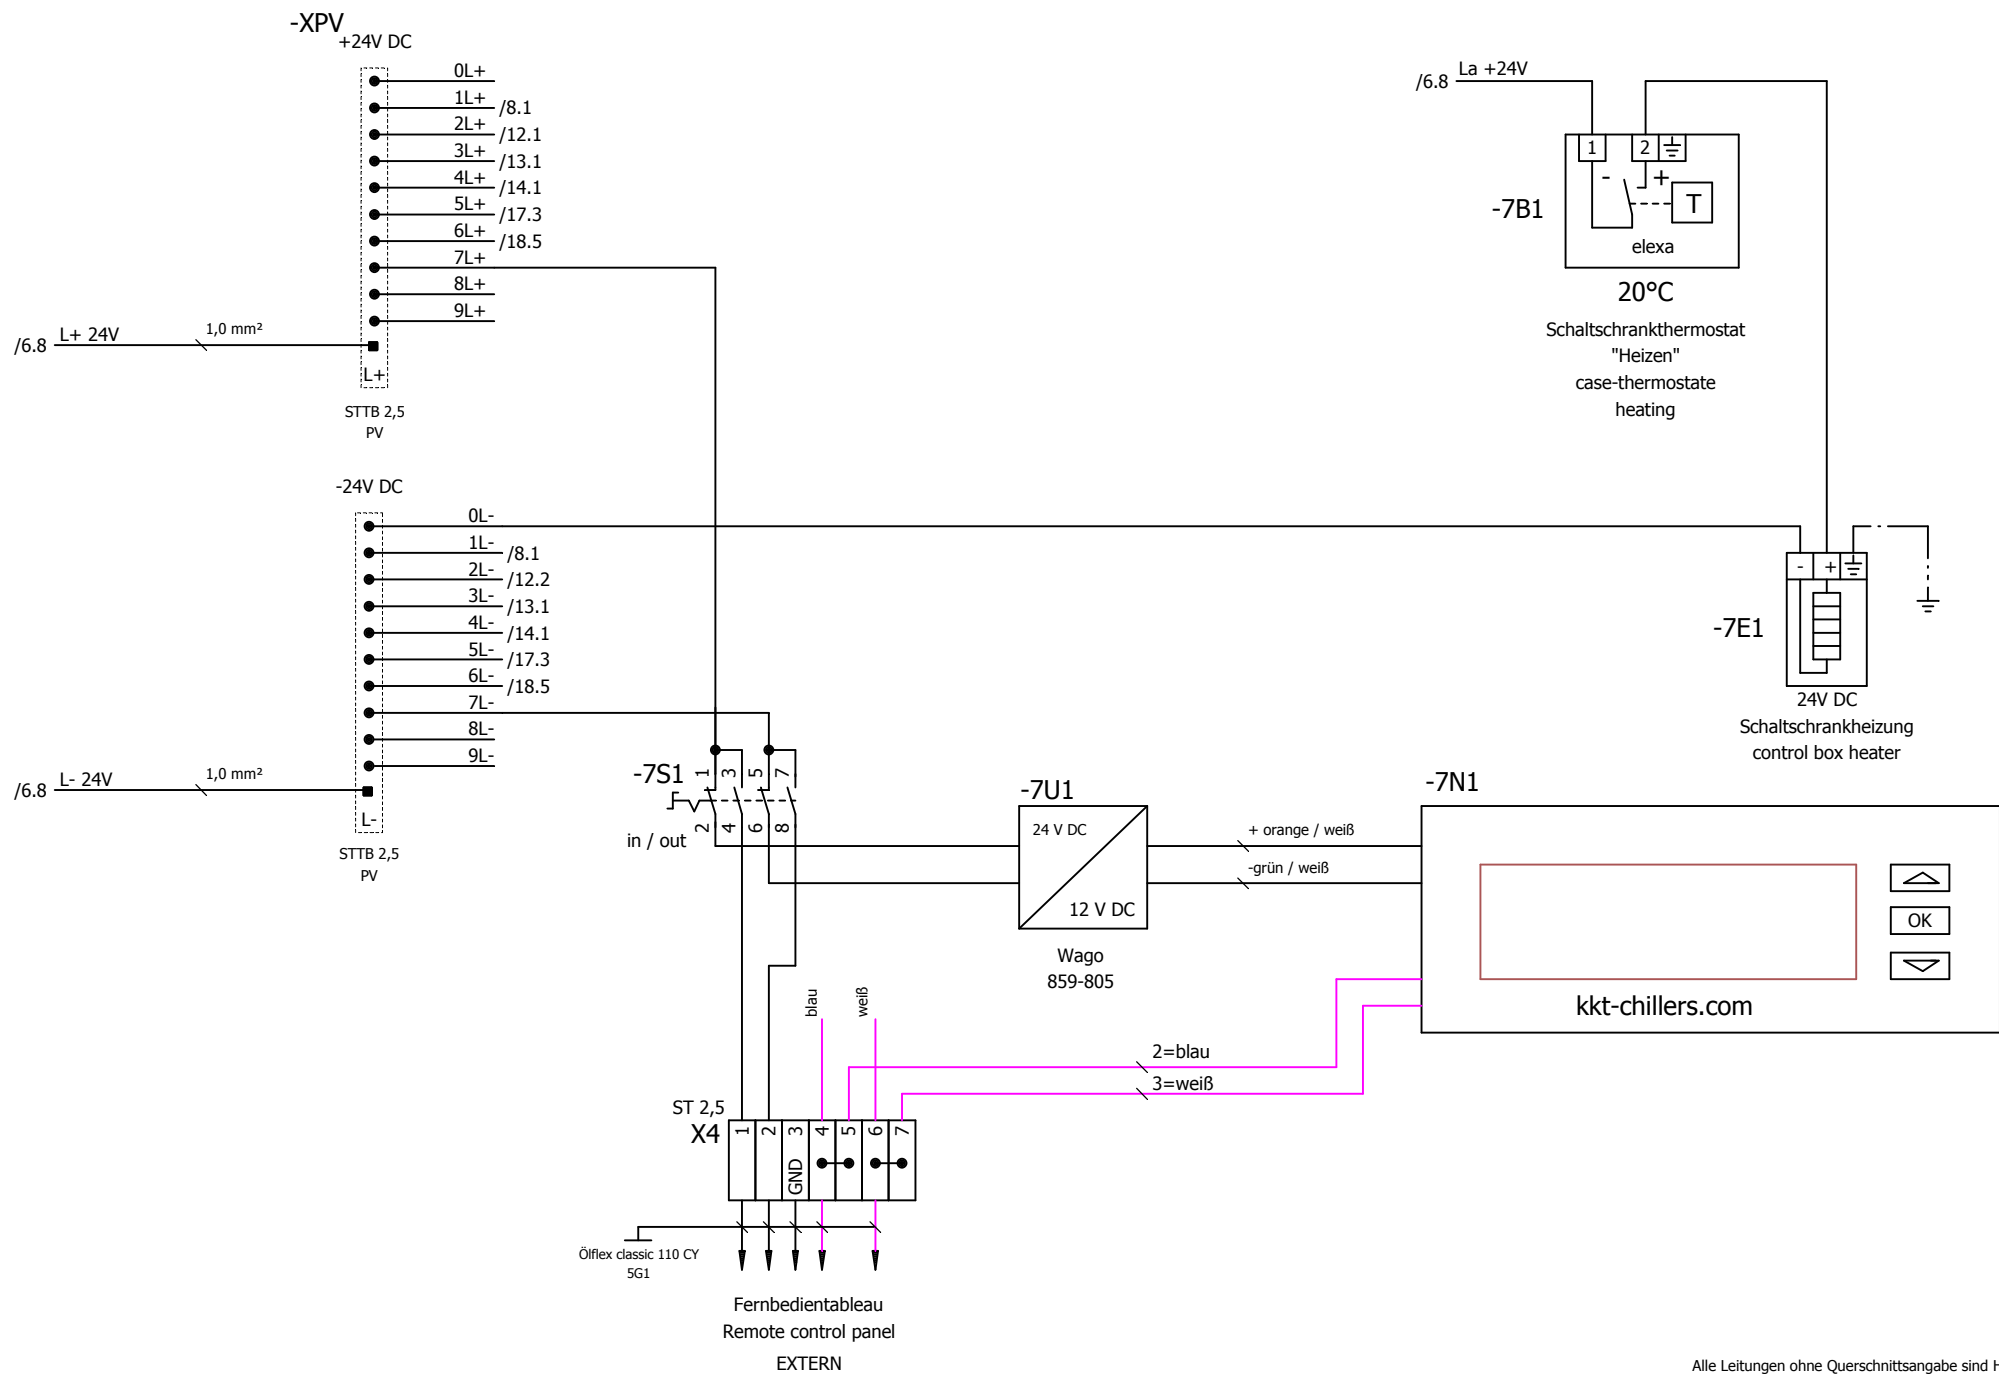 -XPV
+24V DC
0L+
1L+ /8.1
2L+ /12.1
3L+ /13.1
4L+ /14.1
5L+ /17.3
6L+ /18.5
7L+
8L+
9L+
/6.8 L+ 24V 1,0 mm²
L+
STTB 2,5
PV
-24V DC
0L-
1L- /8.1
2L- /12.2
3L- /13.1
4L- /14.1
5L- /17.3
6L- /18.5
7L-
8L-
9L-
/6.8 L- 24V 1,0 mm²
L-
STTB 2,5
PV
/6.8 La +24V
1 2
- +
T
-7B1
elexa
20°C
Schaltschrankthermostat
"Heizen"
case-thermostate
heating
- +
-7E1
24V DC
Schaltschrankheizung
control box heater
-7S1
1 3 5 7
2 4 6 8
in / out
-7U1
24 V DC
12 V DC
Wago
859-805
+ orange / weiß
-grün / weiß
-7N1
OK
kkt-chillers.com
blau
weiß
2=blau
3=weiß
ST 2,5
X4
1 2 3 4 5 6 7
GND
Ölflex classic 110 CY
5G1
Fernbedientableau
Remote control panel
EXTERN
Alle Leitungen ohne Querschnittsangabe sind H